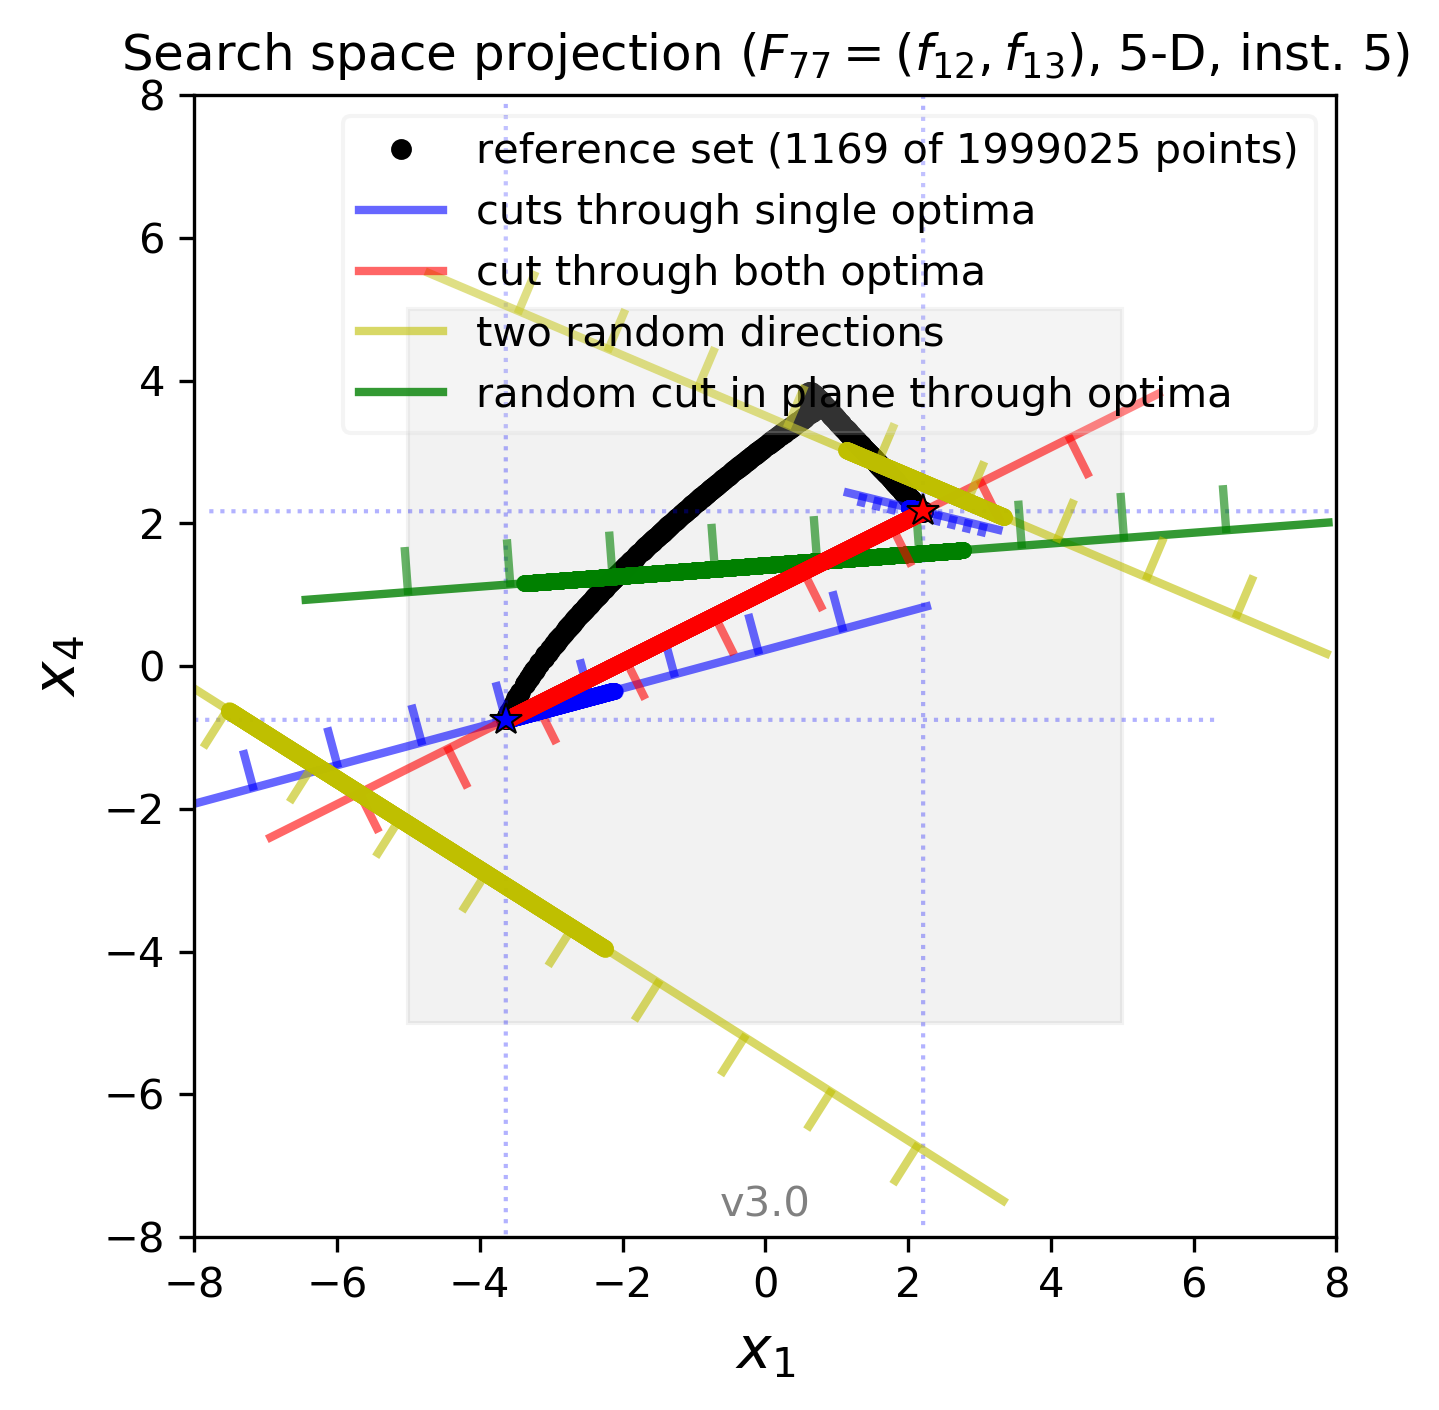 Search space projection (F77 = (f12, f13), 5-D, inst. 5)
8
6
4
2
0
−2
−4
−6
−8
x4
reference set (1169 of 1999025 points)
cuts through single optima
cut through both optima
two random directions
random cut in plane through optima
v3.0
−8 −6 −4 −2 0 2 4 6 8
x1